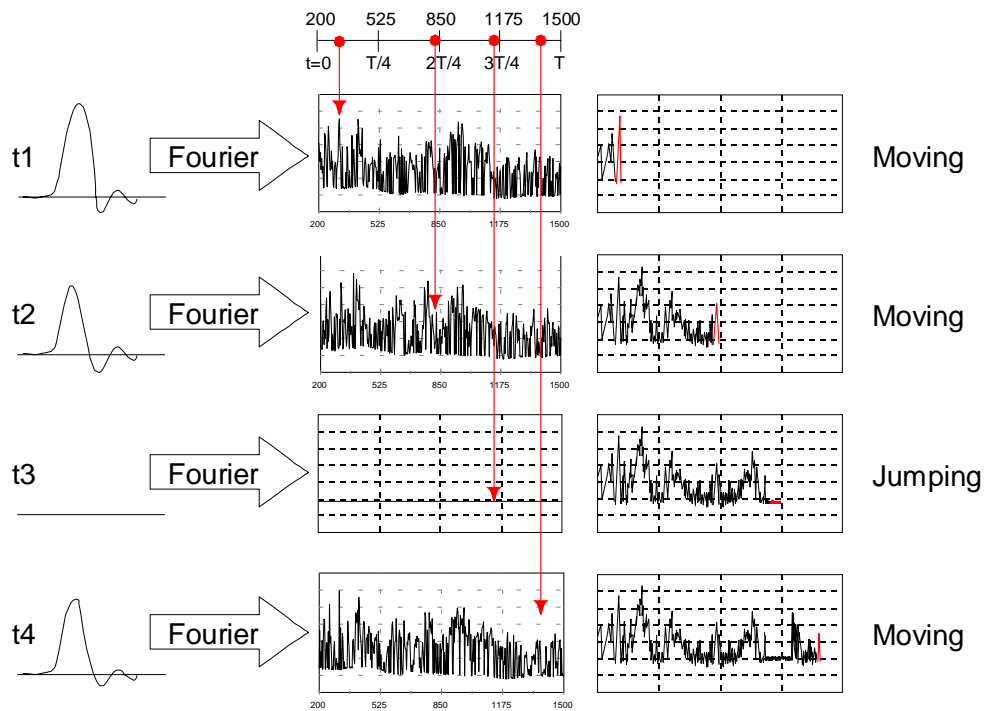 200 525 850 1175 1500
t=0 T/4 2T/4 3T/4 T
t1 Fourier Moving
200 525 850 1175 1500
t2 Fourier Moving
200 525 850 1175 1500
t3 Fourier Jumping
t4 Fourier Moving
200 525 850 1175 1500